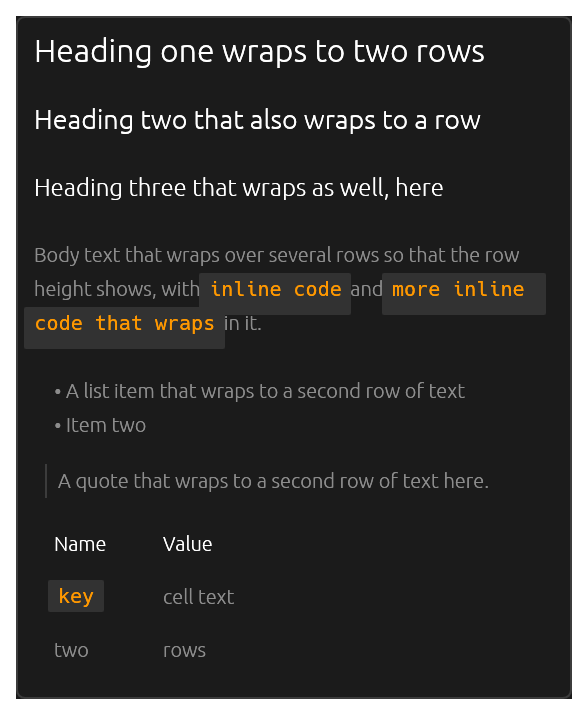 Heading one wraps to two rows
Heading two that also wraps to a row
Heading three that wraps as well, here
Body text that wraps over several rows so that the row
height shows, with inline code and more inline
code that wraps in it.
• A list item that wraps to a second row of text
• Item two
A quote that wraps to a second row of text here.
Name Value
key cell text
two rows